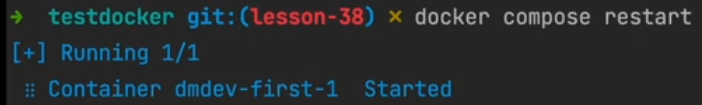 → testdocker git:(lesson-38) ✗ docker compose restart
[+] Running 1/1
⠿ Container dmdev-first-1 Started